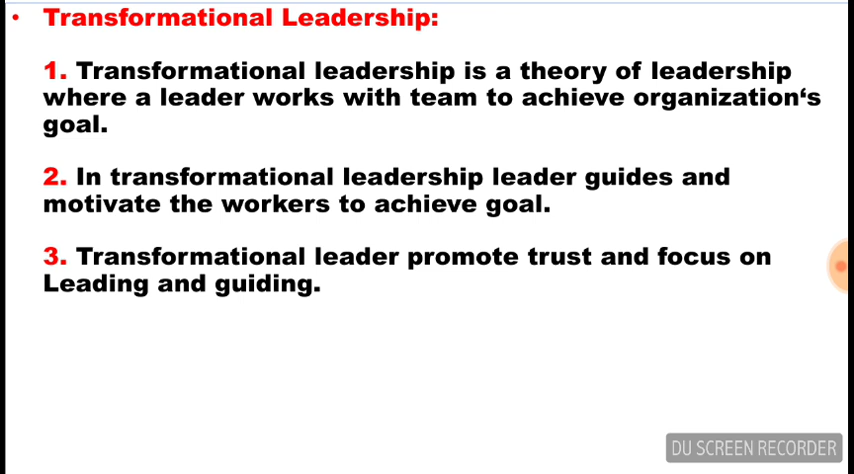 • Transformational Leadership:
1. Transformational leadership is a theory of leadership
where a leader works with team to achieve organization‘s
goal.
2. In transformational leadership leader guides and
motivate the workers to achieve goal.
3. Transformational leader promote trust and focus on
Leading and guiding.
DU SCREEN RECORDER